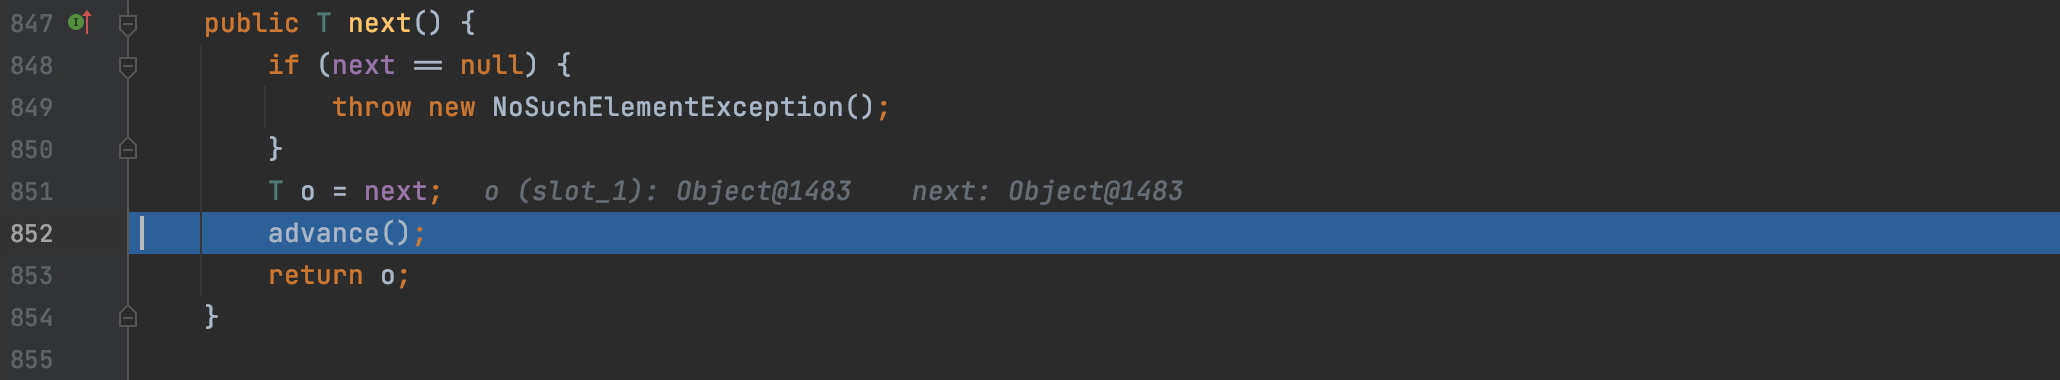 847 public T next() {
848 if (next == null) {
849 throw new NoSuchElementException();
850 }
851 T o = next; o (slot_1): Object@1483 next: Object@1483
852 advance();
853 return o;
854 }
855